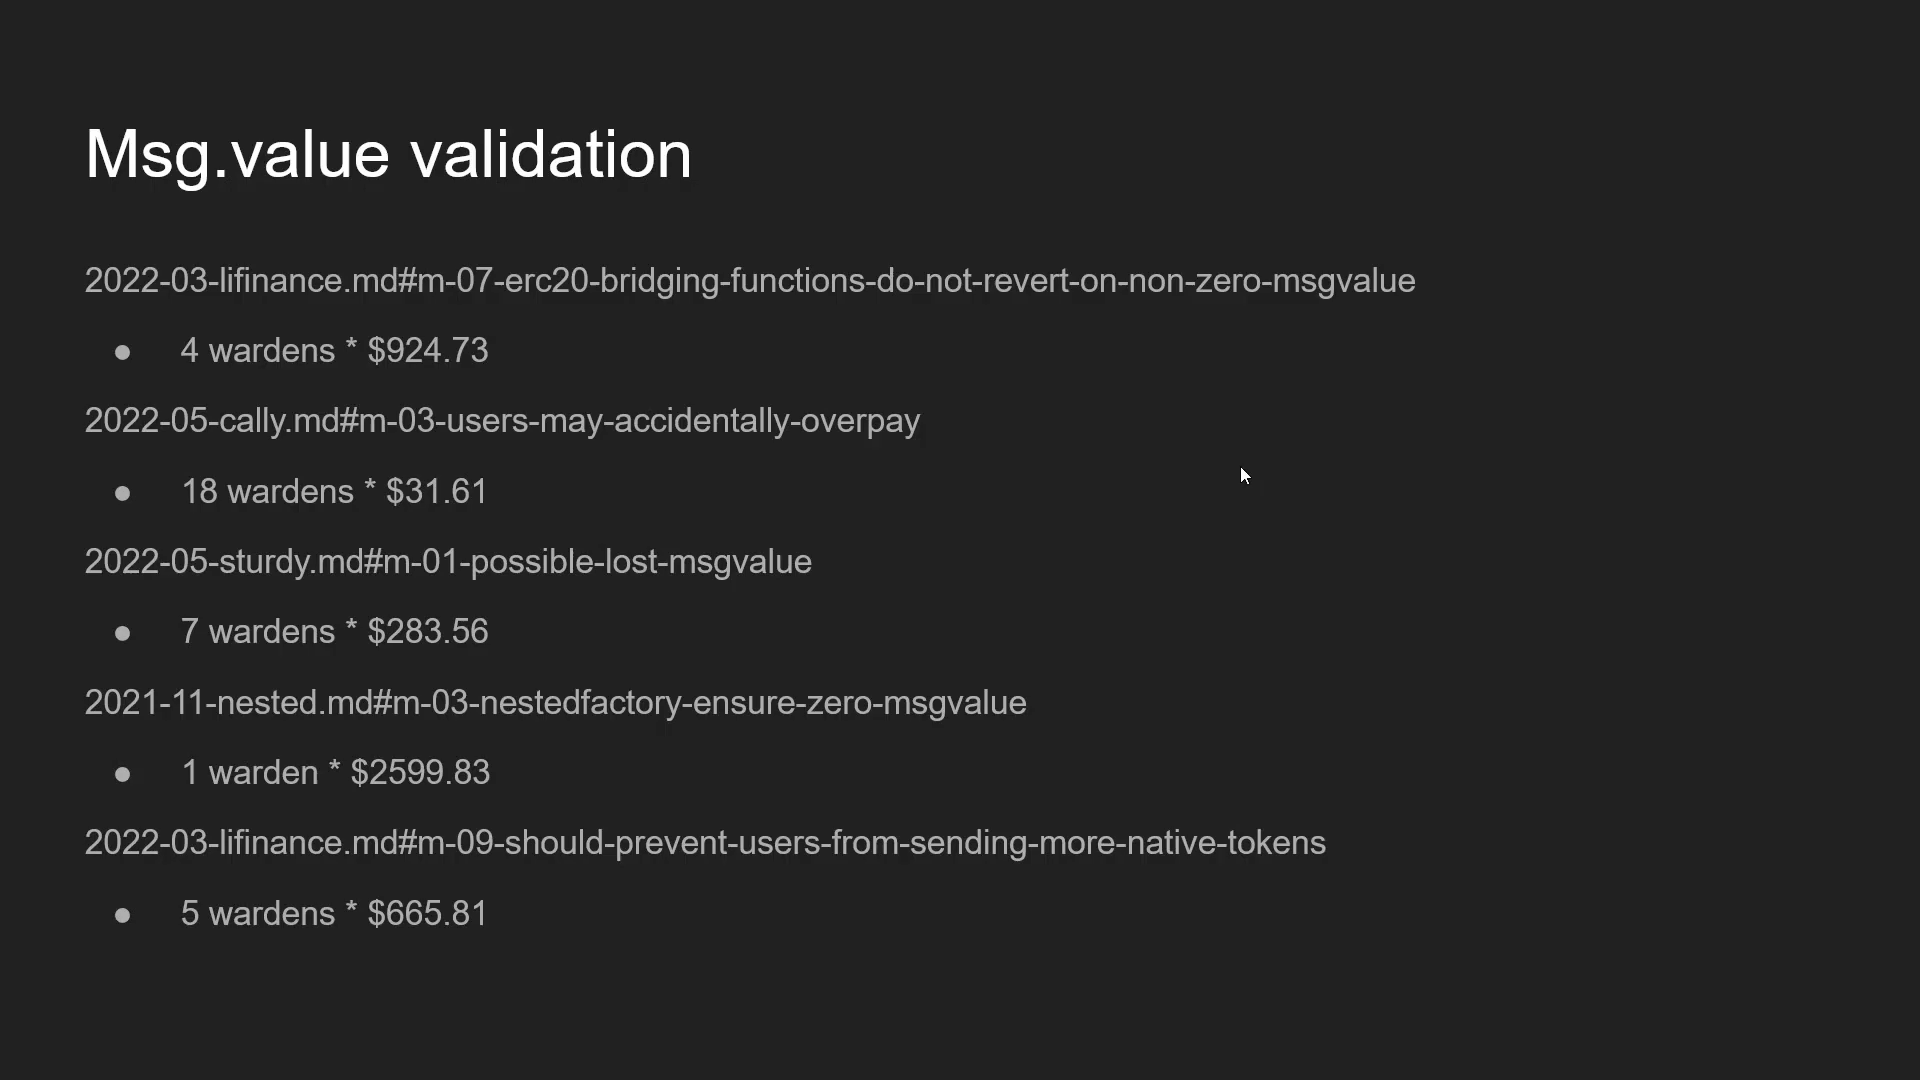 Msg.value validation
2022-03-lifinance.md#m-07-erc20-bridging-functions-do-not-revert-on-non-zero-msgvalue
● 4 wardens * $924.73
2022-05-cally.md#m-03-users-may-accidentally-overpay
● 18 wardens * $31.61
2022-05-sturdy.md#m-01-possible-lost-msgvalue
● 7 wardens * $283.56
2021-11-nested.md#m-03-nestedfactory-ensure-zero-msgvalue
● 1 warden * $2599.83
2022-03-lifinance.md#m-09-should-prevent-users-from-sending-more-native-tokens
● 5 wardens * $665.81